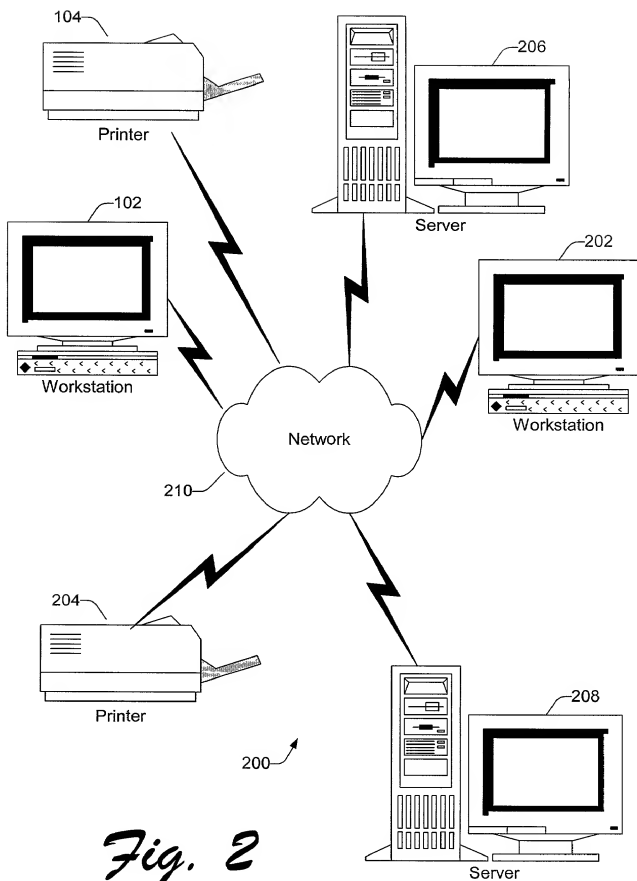 104
Printer
206
Server
102
Workstation
202
Workstation
Network
210
204
Printer
208
Server
200
Fig. 2